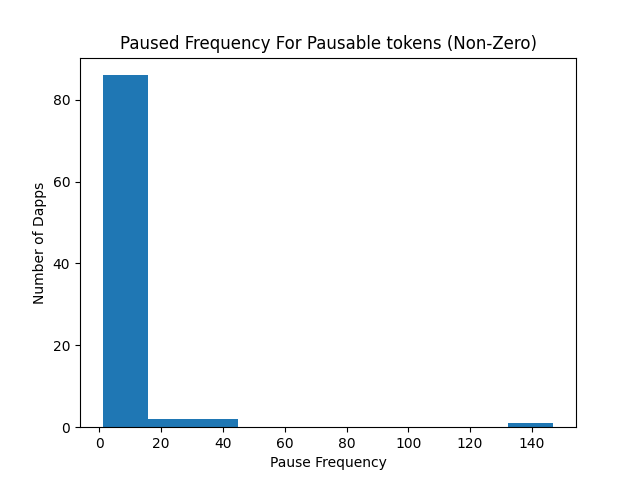 Paused Frequency For Pausable tokens (Non-Zero)
Number of Dapps
80
60
40
20
0
0 20 40 60 80 100 120 140
Pause Frequency